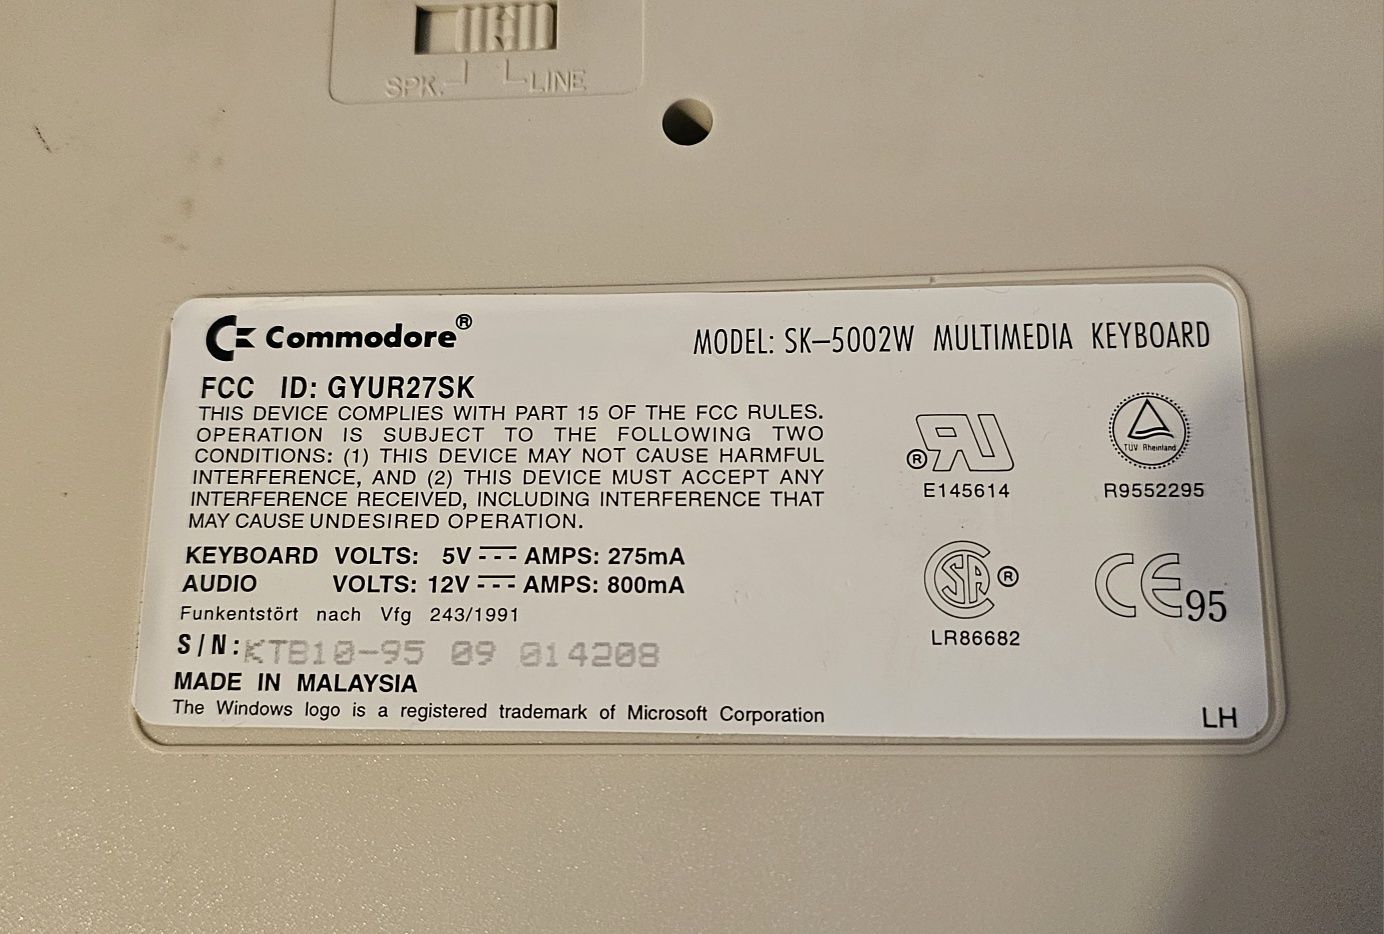 SPK. LINE
Commodore®
MODEL: SK-5002W MULTIMEDIA KEYBOARD
FCC ID: GYUR27SK
THIS DEVICE COMPLIES WITH PART 15 OF THE FCC RULES.
OPERATION IS SUBJECT TO THE FOLLOWING TWO
CONDITIONS: (1) THIS DEVICE MAY NOT CAUSE HARMFUL
INTERFERENCE, AND (2) THIS DEVICE MUST ACCEPT ANY
INTERFERENCE RECEIVED, INCLUDING INTERFERENCE THAT
MAY CAUSE UNDESIRED OPERATION.
KEYBOARD VOLTS: 5V AMPS: 275mA
AUDIO VOLTS: 12V AMPS: 800mA
Funkentstört nach Vfg 243/1991
S/N: KTB10-95 09 014208
MADE IN MALAYSIA
The Windows logo is a registered trademark of Microsoft Corporation
RU ®
E145614
TÜV Rheinland
R9552295
SA ®
LR86682
CE 95
LH